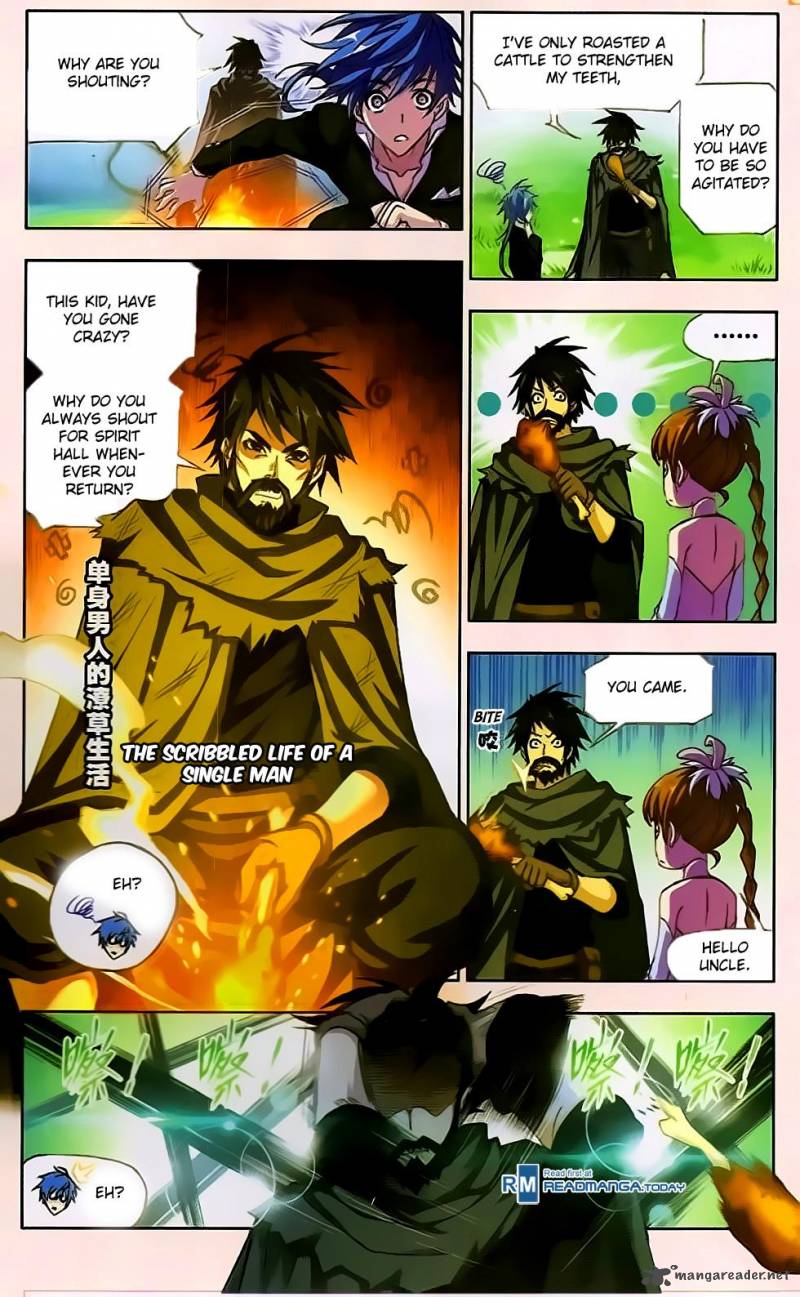 WHY ARE YOU
SHOUTING?
I'VE ONLY ROASTED A
CATTLE TO STRENGTHEN
MY TEETH,
WHY DO
YOU HAVE
TO BE SO
AGITATED?
THIS KID, HAVE
YOU GONE
CRAZY?
WHY DO YOU
ALWAYS SHOUT
FOR SPIRIT
HALL WHEN-
EVER YOU
RETURN?
单身男人的潦草生活
THE SCRIBBLED LIFE OF A
SINGLE MAN
EH?
......
YOU CAME.
BITE
咬
HELLO
UNCLE.
嚓! 嚓! 嚓! 嚓!
EH?
RM
Read first at
READMANGA.TODAY
mangareader.net